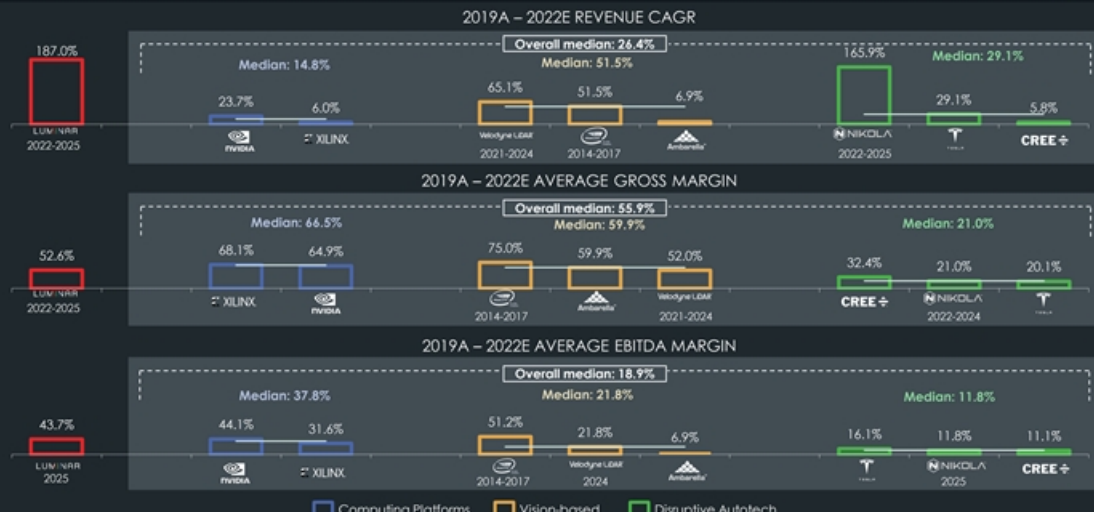 2019A – 2022E REVENUE CAGR
Overall median: 26.4%
Median: 14.8%
Median: 51.5%
Median: 29.1%
187.0%
23.7%
6.0%
65.1%
51.5%
6.9%
165.9%
29.1%
5.8%
LUMINAR
NVIDIA
XILINX
Velodyne LiDAR
Ambarella
NIKOLA
TESLA
CREE
2022-2025
2021-2024
2014-2017
2022-2025
2019A – 2022E AVERAGE GROSS MARGIN
Overall median: 55.9%
Median: 66.5%
Median: 59.9%
Median: 21.0%
52.6%
68.1%
64.9%
75.0%
59.9%
52.0%
32.4%
21.0%
20.1%
LUMINAR
XILINX
NVIDIA
Ambarella
Velodyne LiDAR
CREE
NIKOLA
TESLA
2022-2025
2014-2017
2021-2024
2022-2024
2019A – 2022E AVERAGE EBITDA MARGIN
Overall median: 18.9%
Median: 37.8%
Median: 21.8%
Median: 11.8%
43.7%
44.1%
31.6%
51.2%
21.8%
6.9%
16.1%
11.8%
11.1%
LUMINAR
NVIDIA
XILINX
Velodyne LiDAR
Ambarella
TESLA
NIKOLA
CREE
2025
2014-2017
2024
2025
Computing Platforms
Vision-based
Disruptive Autotech